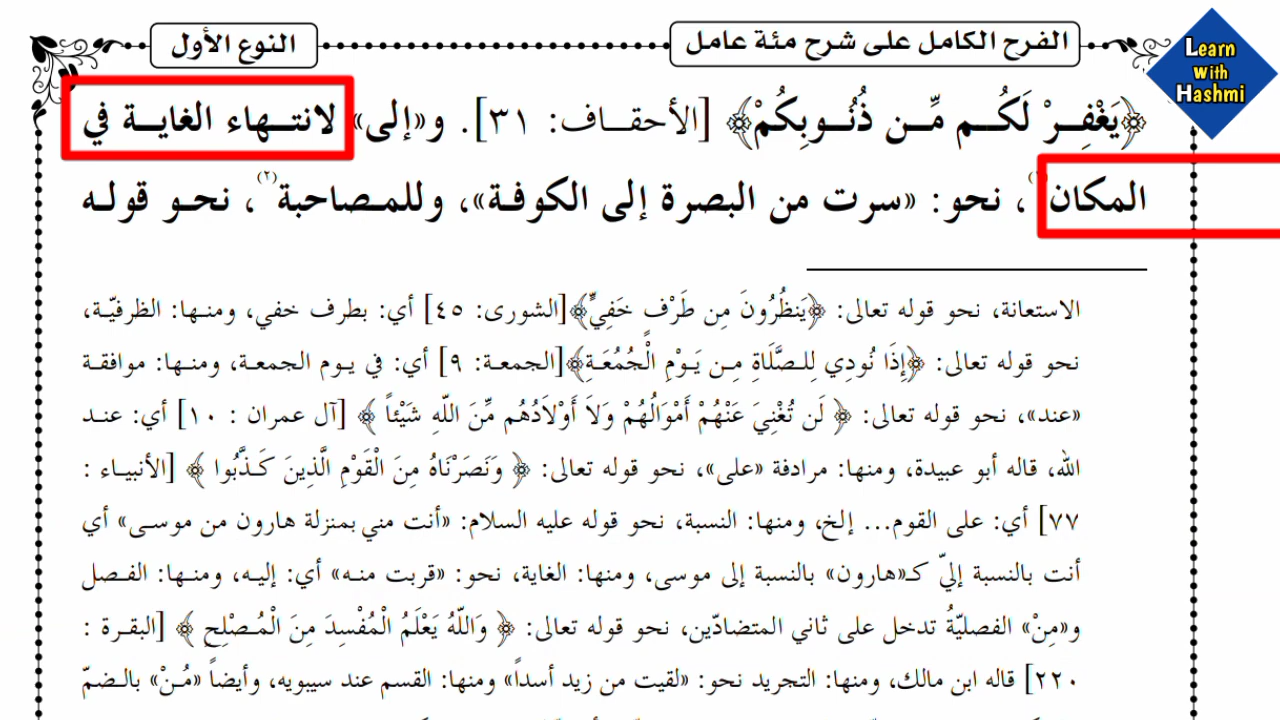 الفرح الكامل على شرح مئة عامل
النوع الأول
Learn
With
Hashmi
﴿يَغْفِرْ لَكُم مِّن ذُنُوبِكُمْ﴾ [الأحقاف: ٣١]. و«إلى» لانتهاء الغاية في
المكان(١)، نحو: «سرت من البصرة إلى الكوفة»، وللمصاحبة(٢)، نحو قوله
الاستعانة، نحو قوله تعالى: ﴿يَنظُرُونَ مِن طَرْفٍ خَفِيٍّ﴾[الشورى: ٤٥] أي: بطرف خفي، ومنها: الظرفيّة،
نحو قوله تعالى: ﴿إِذَا نُودِي لِلصَّلَاةِ مِن يَوْمِ الْجُمُعَةِ﴾[الجمعة: ٩] أي: في يوم الجمعة، ومنها: موافقة
«عند»، نحو قوله تعالى: ﴿ لَن تُغْنِيَ عَنْهُمْ أَمْوَالُهُمْ وَلاَ أَوْلَادُهُم مِّنَ اللّهِ شَيْئاً ﴾ [آل عمران : ١٠] أي: عند
الله، قاله أبو عبيدة، ومنها: مرادفة «على»، نحو قوله تعالى: ﴿ وَنَصَرْنَاهُ مِنَ الْقَوْمِ الَّذِينَ كَذَّبُوا ﴾ [الأنبياء :
٧٧] أي: على القوم... إلخ، ومنها: النسبة، نحو قوله عليه السلام: «أنت مني بمنزلة هارون من موسى» أي
أنت بالنسبة إليّ كـ«هارون» بالنسبة إلى موسى، ومنها: الغاية، نحو: «قربت منه» أي: إليه، ومنها: الفصل
و«مِنْ» الفصليّةُ تدخل على ثاني المتضادّين، نحو قوله تعالى: ﴿ وَاللّهُ يَعْلَمُ الْمُفْسِدَ مِنَ الْمُصْلِحِ ﴾ [البقرة :
٢٢٠] قاله ابن مالك، ومنها: التجريد نحو: «لقيت من زيد أسداً» ومنها: القسم عند سيبويه، وأيضاً «مُنْ» بالضمّ